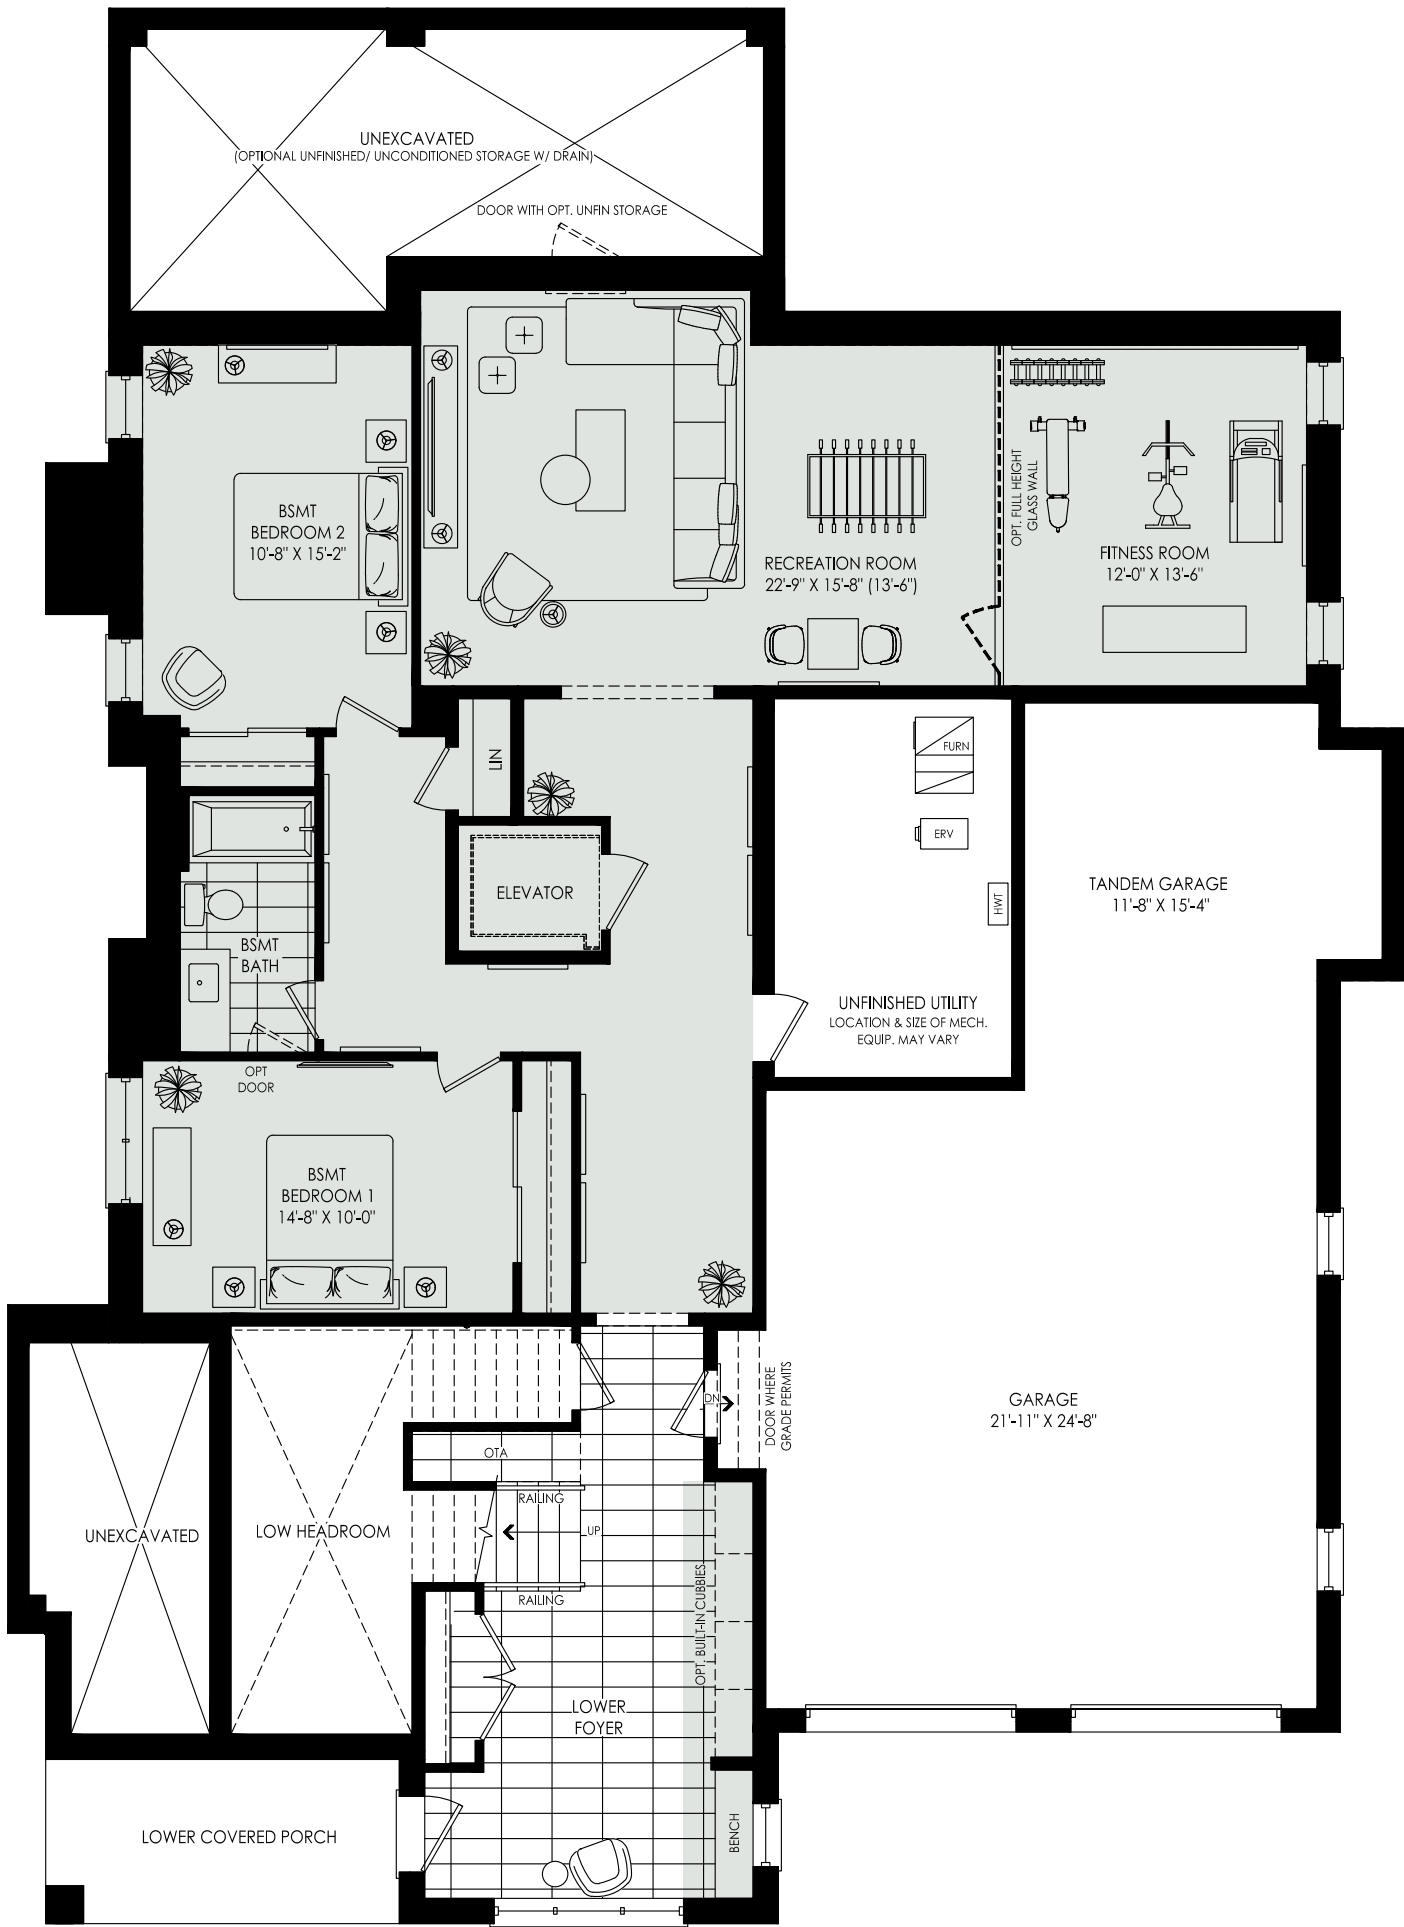 UNEXCAVATED
(OPTIONAL UNFINISHED/ UNCONDITIONED STORAGE W/ DRAIN)
DOOR WITH OPT. UNFIN STORAGE
BSMT
BEDROOM 2
10'-8" X 15'-2"
RECREATION ROOM
22'-9" X 15'-8" (13'-6")
OPT. FULL HEIGHT
GLASS WALL
FITNESS ROOM
12'-0" X 13'-6"
LIN
FURN
ERV
HWT
ELEVATOR
TANDEM GARAGE
11'-8" X 15'-4"
BSMT
BATH
UNFINISHED UTILITY
LOCATION & SIZE OF MECH.
EQUIP. MAY VARY
OPT
DOOR
BSMT
BEDROOM 1
14'-8" X 10'-0"
DN
DOOR WHERE
GRADE PERMITS
GARAGE
21'-11" X 24'-8"
OTA
RAILING
UP
RAILING
UNEXCAVATED
LOW HEADROOM
OPT. BUILT-IN CUBBIES
LOWER
FOYER
LOWER COVERED PORCH
BENCH